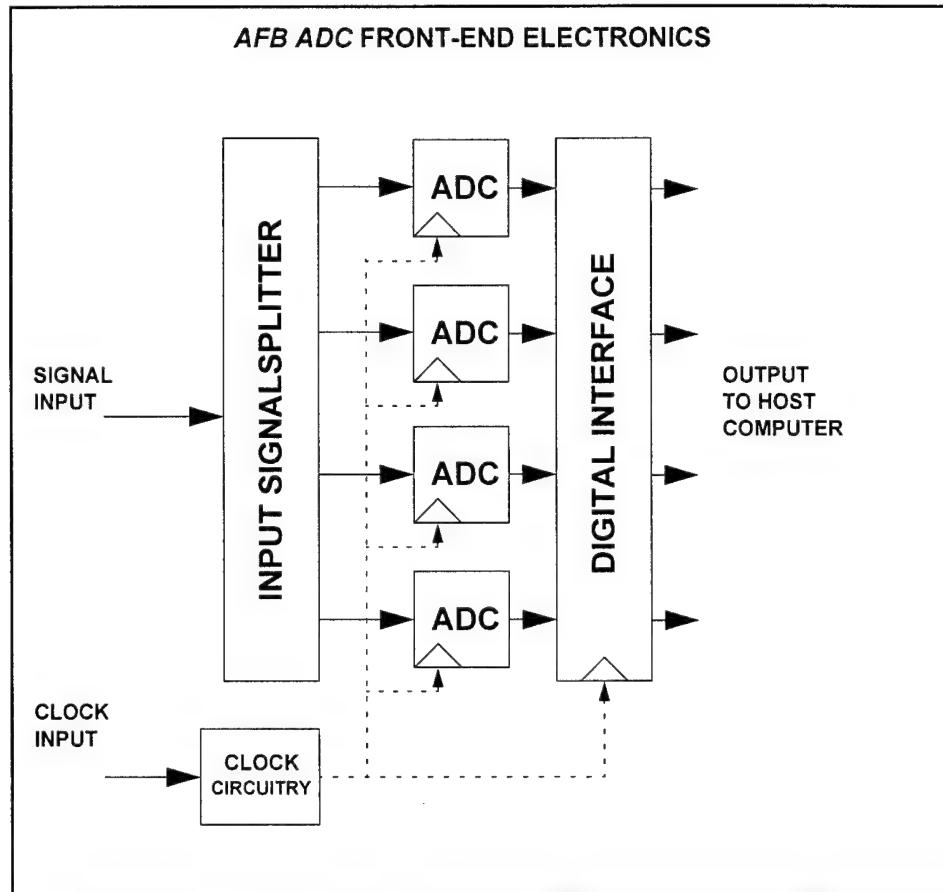 AFB ADC FRONT-END ELECTRONICS
INPUT SIGNALSPLITTER
ADC
ADC
ADC
ADC
DIGITAL INTERFACE
SIGNAL
INPUT
OUTPUT
TO HOST
COMPUTER
CLOCK
INPUT
CLOCK
CIRCUITRY